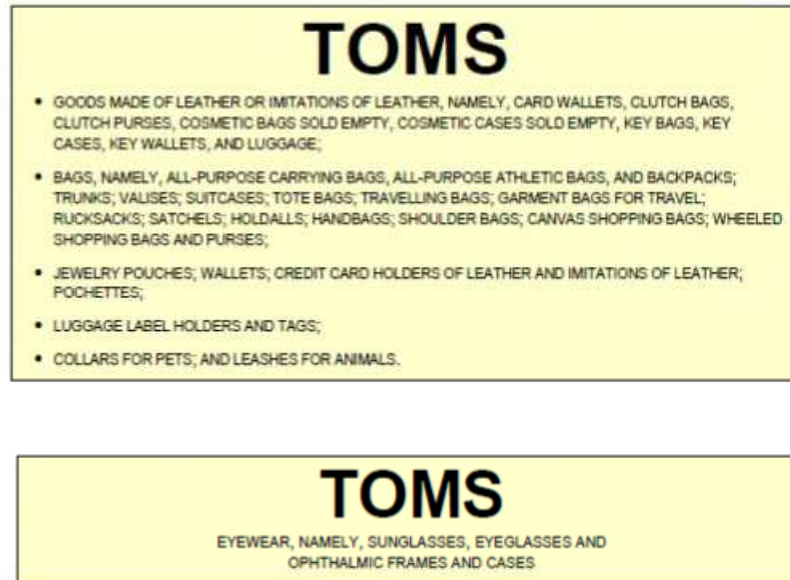 TOMS
• GOODS MADE OF LEATHER OR IMITATIONS OF LEATHER, NAMELY, CARD WALLETS, CLUTCH BAGS,
CLUTCH PURSES, COSMETIC BAGS SOLD EMPTY, COSMETIC CASES SOLD EMPTY, KEY BAGS, KEY
CASES, KEY WALLETS, AND LUGGAGE;
• BAGS, NAMELY, ALL-PURPOSE CARRYING BAGS, ALL-PURPOSE ATHLETIC BAGS, AND BACKPACKS;
TRUNKS; VALISES; SUITCASES; TOTE BAGS; TRAVELLING BAGS; GARMENT BAGS FOR TRAVEL;
RUCKSACKS; SATCHELS; HOLDALLS; HANDBAGS; SHOULDER BAGS; CANVAS SHOPPING BAGS; WHEELED
SHOPPING BAGS AND PURSES;
• JEWELRY POUCHES; WALLETS; CREDIT CARD HOLDERS OF LEATHER AND IMITATIONS OF LEATHER;
POCHETTES;
• LUGGAGE LABEL HOLDERS AND TAGS;
• COLLARS FOR PETS; AND LEASHES FOR ANIMALS.
TOMS
EYEWEAR, NAMELY, SUNGLASSES, EYEGLASSES AND
OPHTHALMIC FRAMES AND CASES